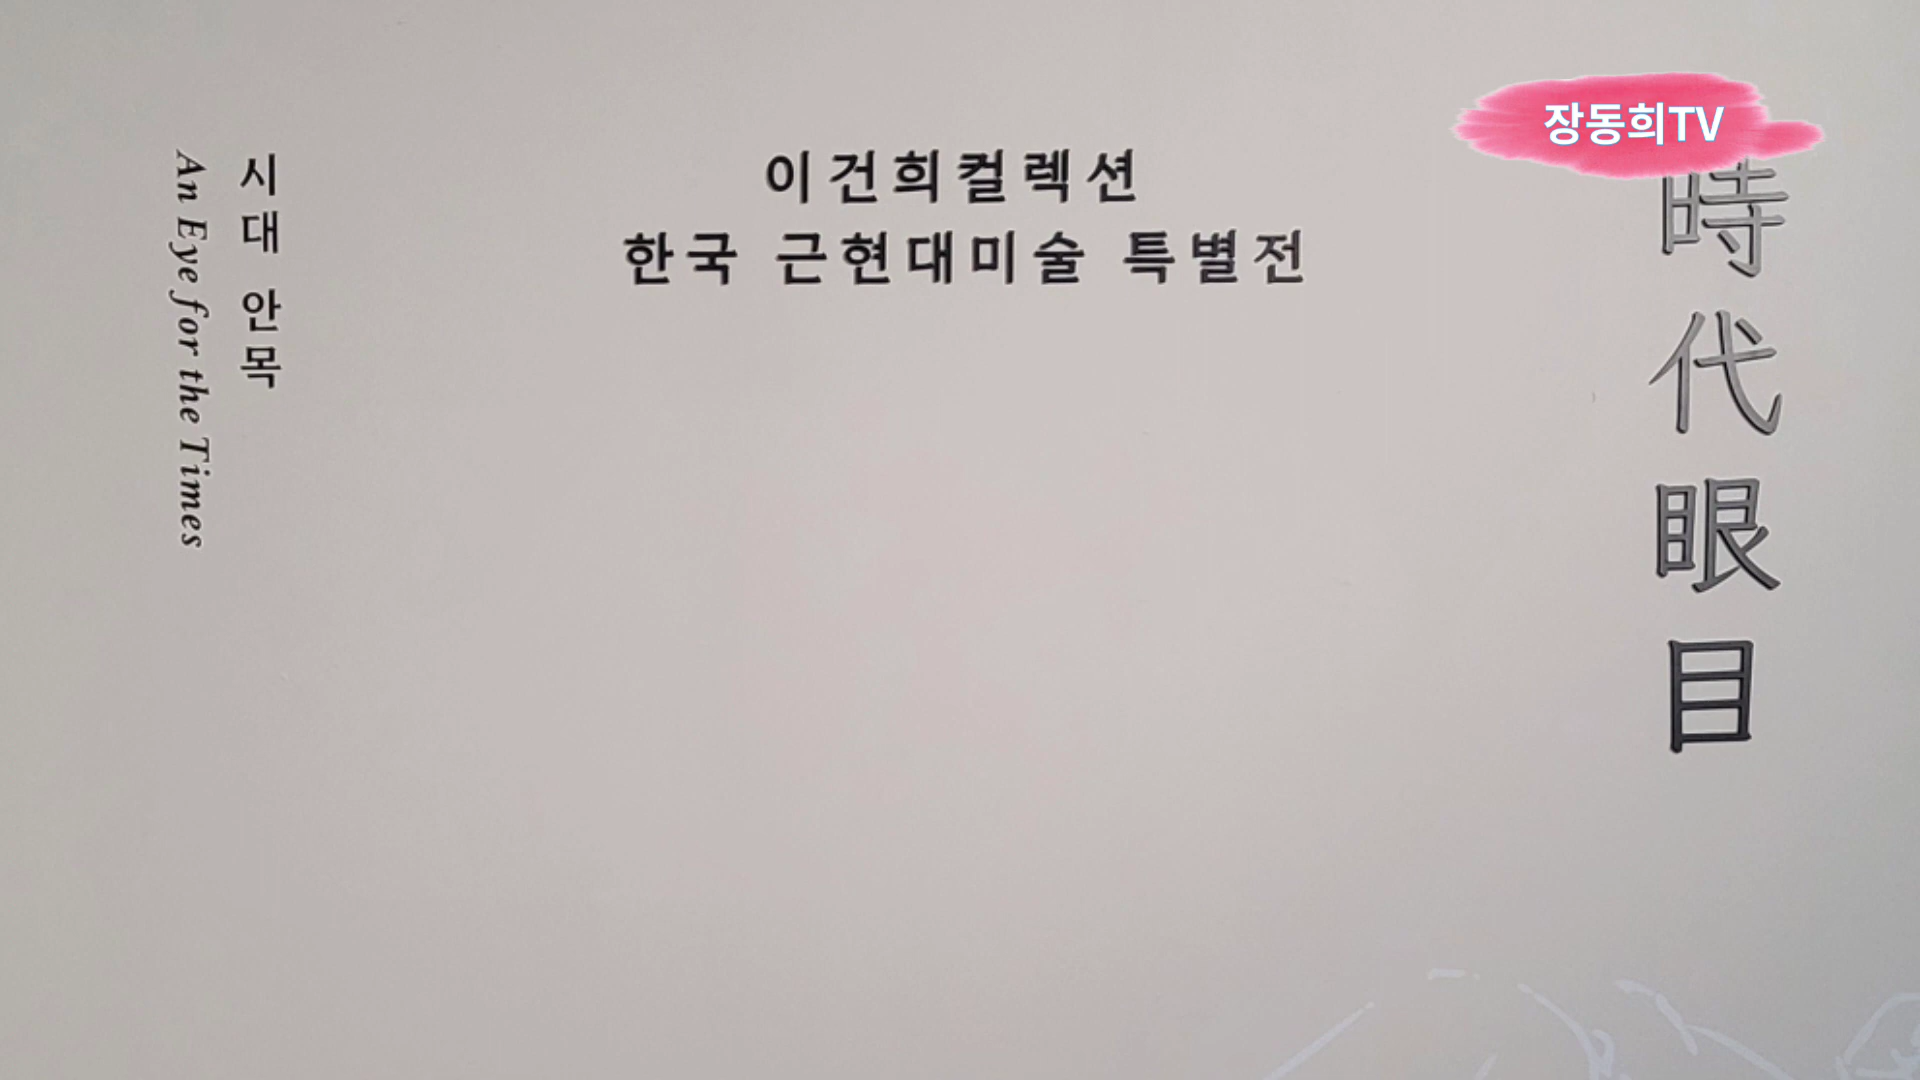 장동희TV
이건희컬렉션
한국 근현대미술 특별전
시대 안목
An Eye for the Times
時代眼目